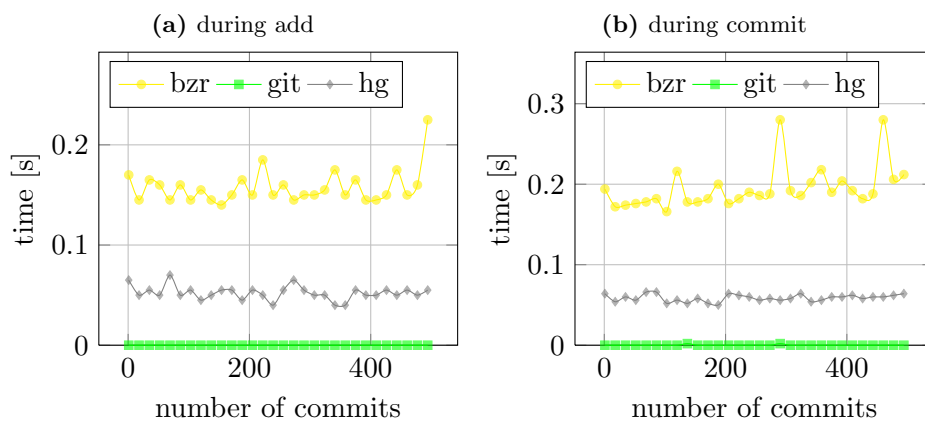 (a) during add
bzr git hg
0.2
0.1
0
time [s]
0 200 400
number of commits
(b) during commit
bzr git hg
0.3
0.2
0.1
0
time [s]
0 200 400
number of commits